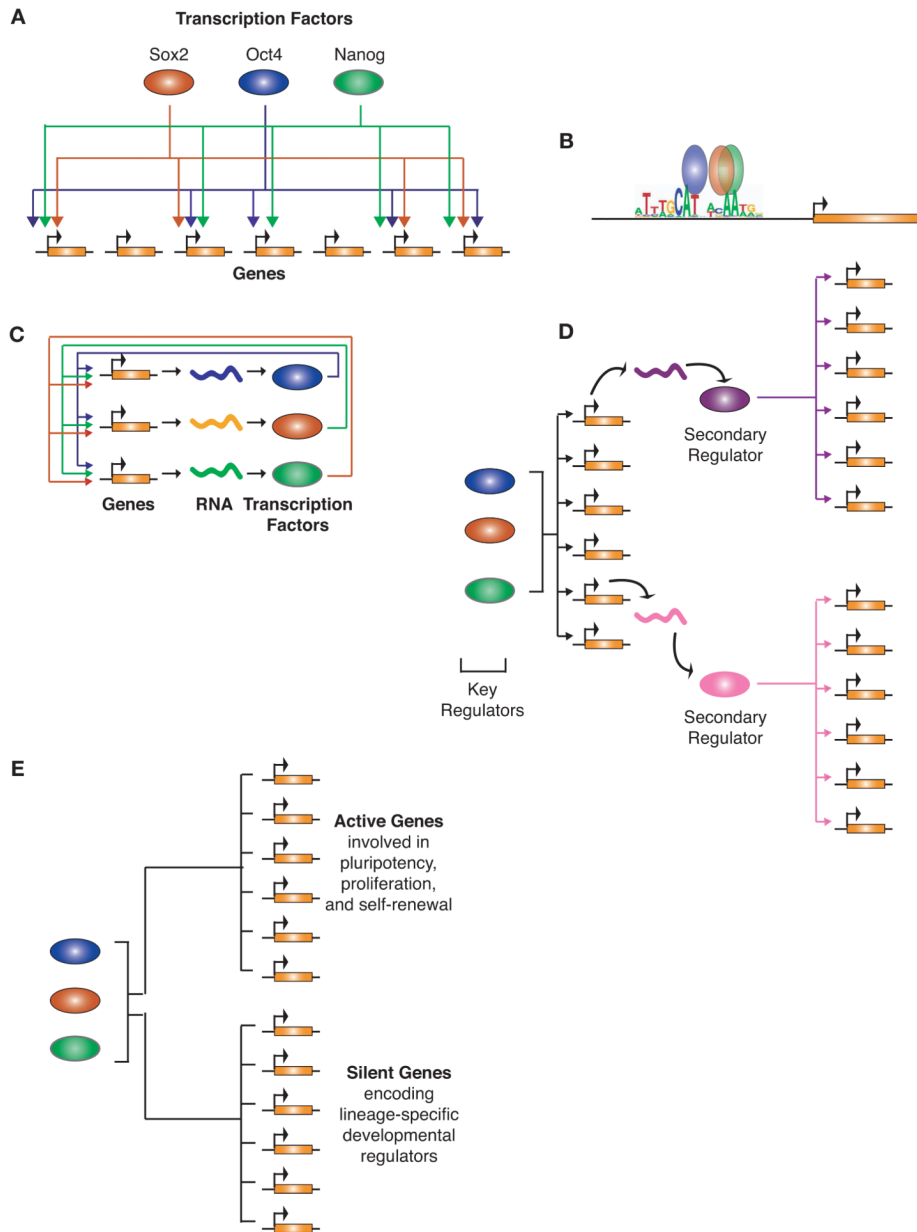 A
Transcription Factors
Sox2 Oct4 Nanog
Genes
B
ATTTGCAT
C
Genes RNA Transcription
Factors
D
Secondary
Regulator
Key
Regulators
Secondary
Regulator
E
Active Genes
involved in
pluripotency,
proliferation,
and self-renewal
Silent Genes
encoding
lineage-specific
developmental
regulators